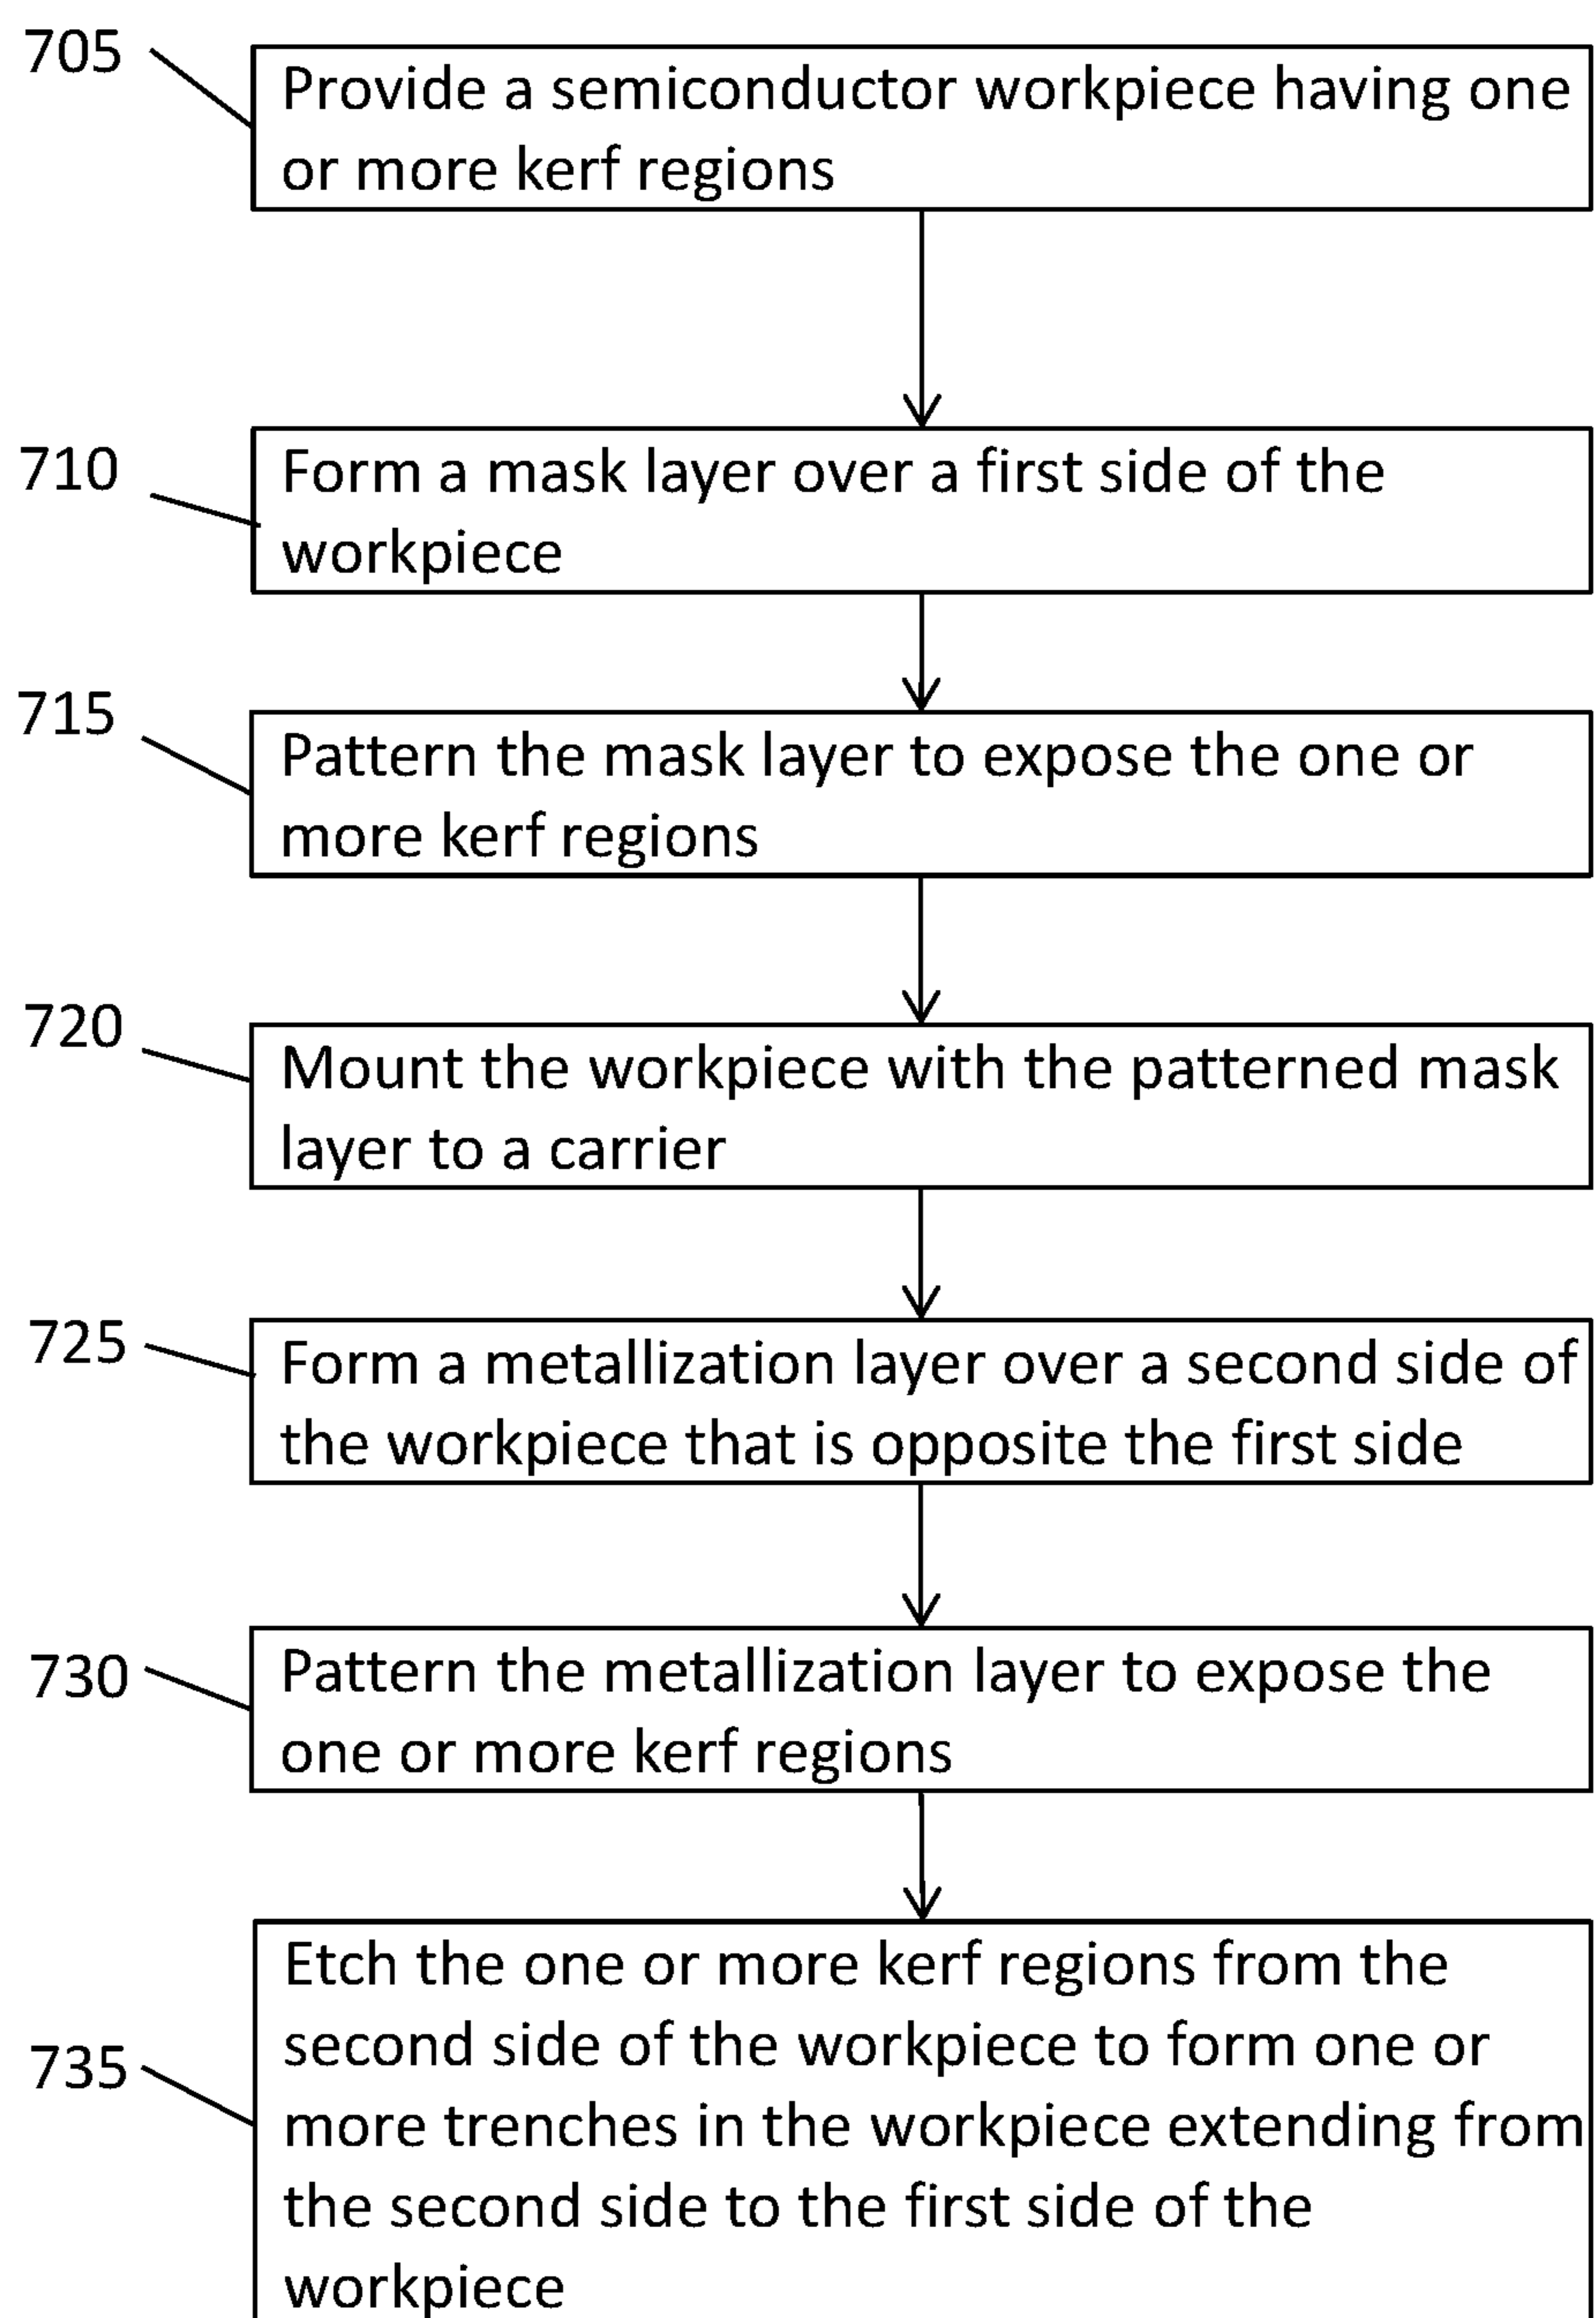 705
Provide a semiconductor workpiece having one
or more kerf regions
710
Form a mask layer over a first side of the
workpiece
715
Pattern the mask layer to expose the one or
more kerf regions
720
Mount the workpiece with the patterned mask
layer to a carrier
725
Form a metallization layer over a second side of
the workpiece that is opposite the first side
730
Pattern the metallization layer to expose the
one or more kerf regions
735
Etch the one or more kerf regions from the
second side of the workpiece to form one or
more trenches in the workpiece extending from
the second side to the first side of the
workpiece